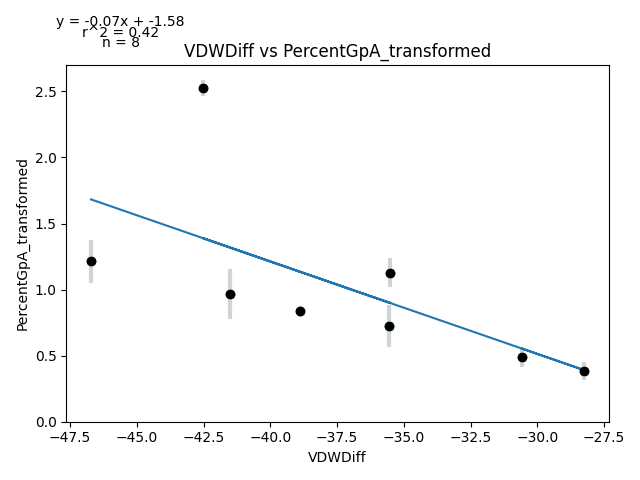 y = -0.07x + -1.58
r^2 = 0.42
n = 8
VDWDiff vs PercentGpA_transformed
PercentGpA_transformed
2.5
2.0
1.5
1.0
0.5
0.0
−47.5 −45.0 −42.5 −40.0 −37.5 −35.0 −32.5 −30.0 −27.5
VDWDiff